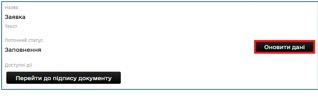 Назва
Заявка
Текст
Поточний статус
Заповнення
Оновити дані
Доступні дії
Перейти до підпису документу